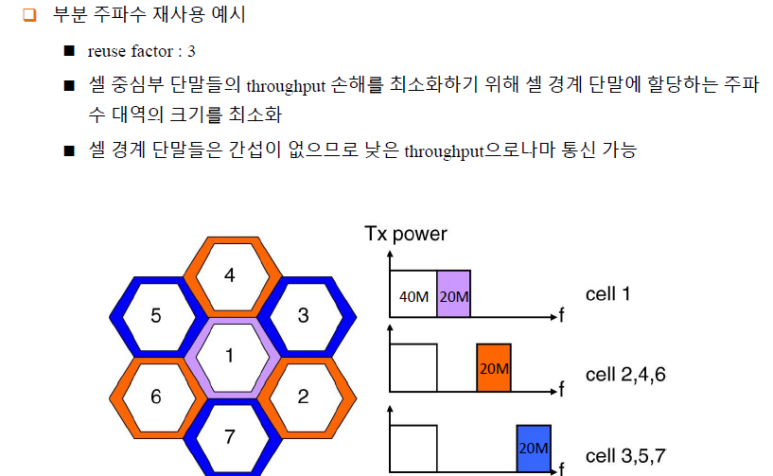 부분 주파수 재사용 예시
reuse factor : 3
셀 중심부 단말들의 throughput 손해를 최소화하기 위해 셀 경계 단말에 할당하는 주파
수 대역의 크기를 최소화
셀 경계 단말들은 간섭이 없으므로 낮은 throughput으로나마 통신 가능
Tx power
4
5
3
1
6
2
7
40M 20M
f
cell 1
20M
f
cell 2,4,6
20M
f
cell 3,5,7